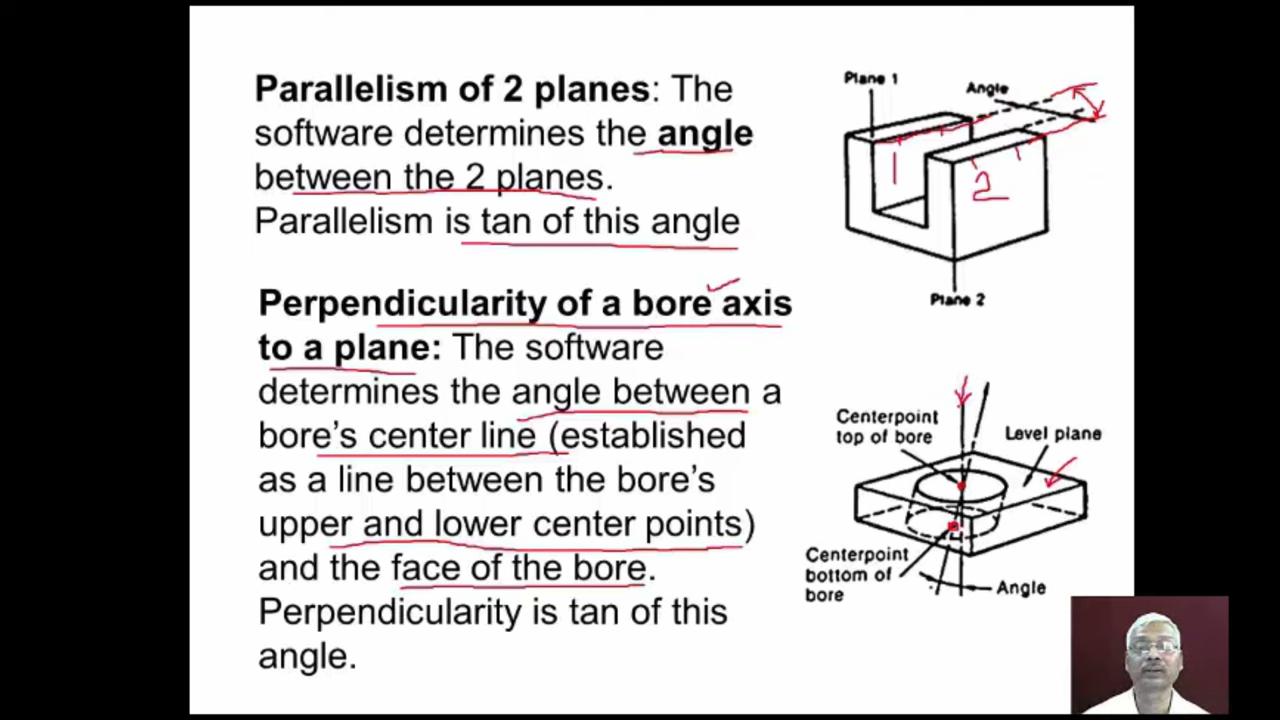 Parallelism of 2 planes: The
software determines the angle
between the 2 planes.
Parallelism is tan of this angle
Perpendicularity of a bore axis
to a plane: The software
determines the angle between a
bore's center line (established
as a line between the bore's
upper and lower center points)
and the face of the bore.
Perpendicularity is tan of this
angle.
Plane 1
Angle
1
2
Plane 2
Centerpoint
top of bore
Level plane
Centerpoint
bottom of
bore
Angle